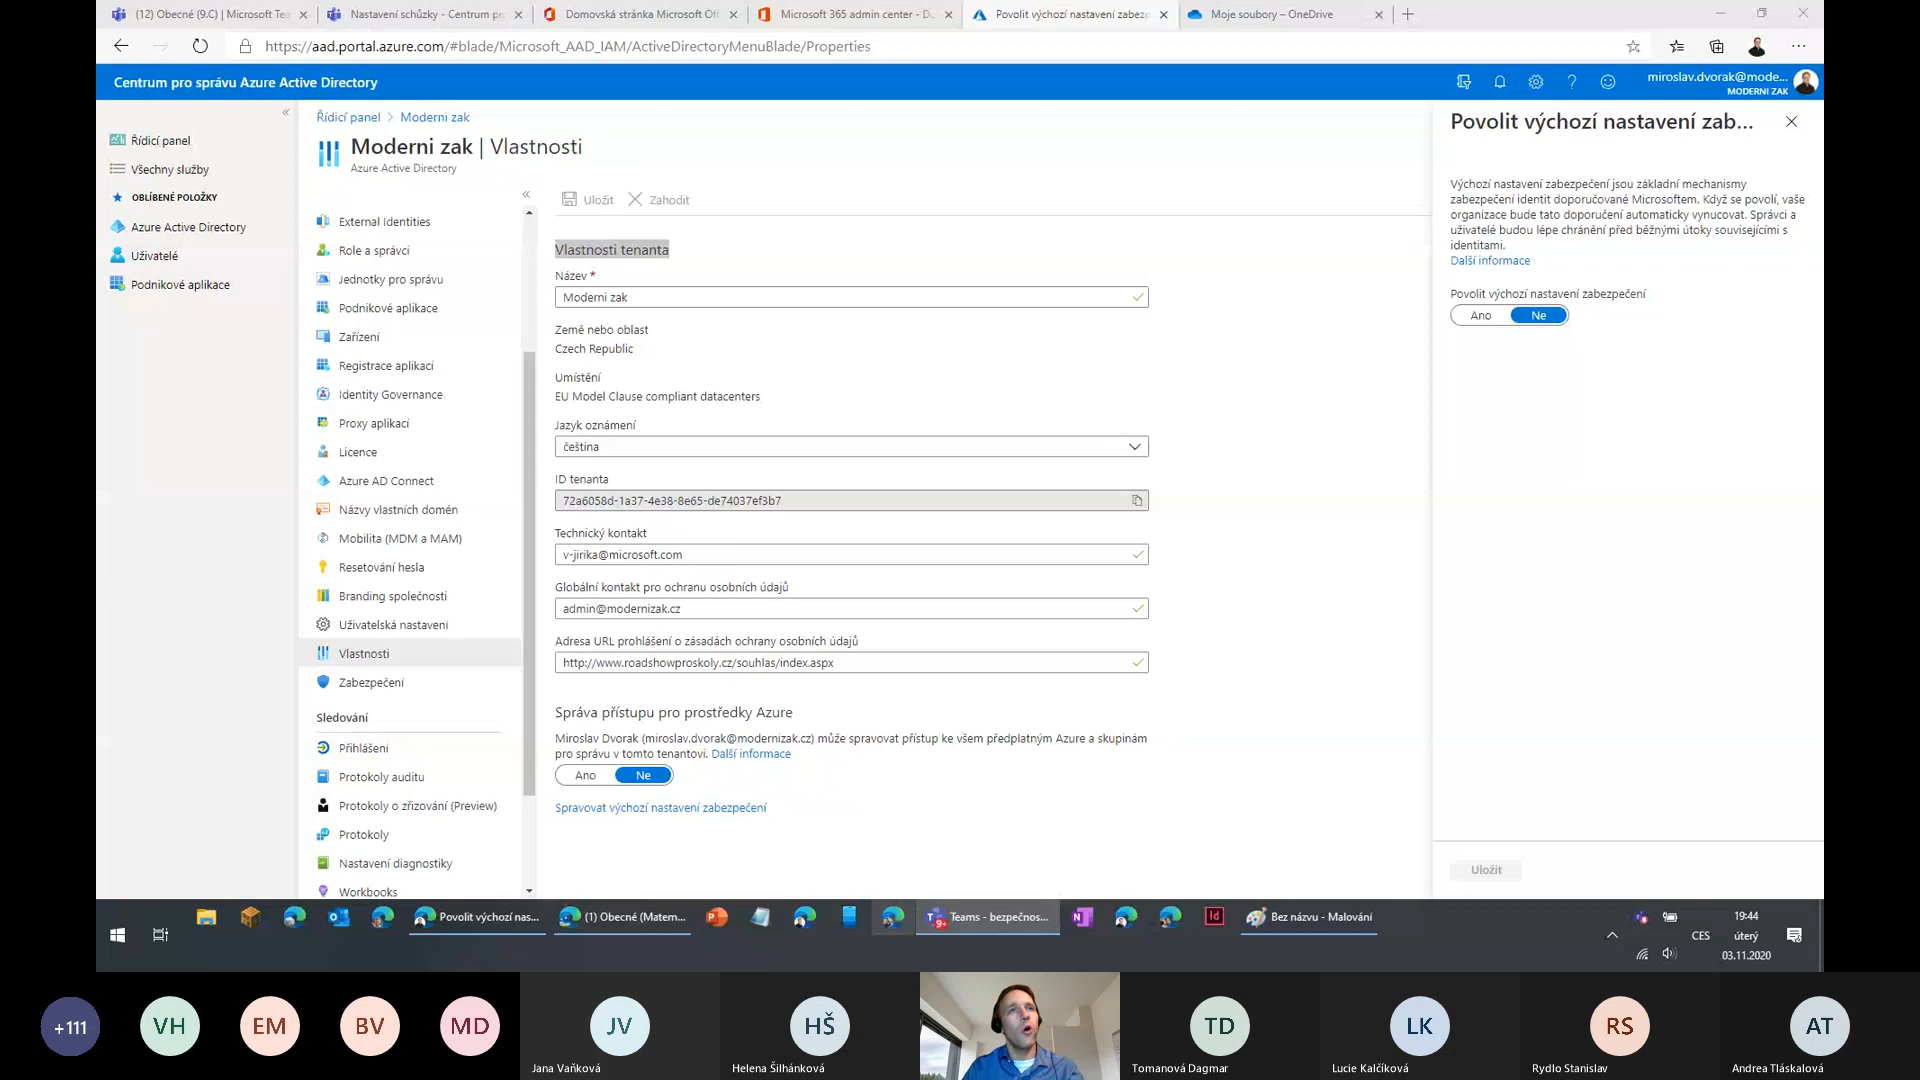 (12) Obecné (9.C) | Microsoft Tea
Nastavení schůzky - Centrum pr
Domovská stránka Microsoft Off
Microsoft 365 admin center - Do
Povolit výchozí nastavení zabezp
Moje soubory – OneDrive
https://aad.portal.azure.com/#blade/Microsoft_AAD_IAM/ActiveDirectoryMenuBlade/Properties
Centrum pro správu Azure Active Directory
miroslav.dvorak@mode...
MODERNI ZAK
Řídicí panel
Všechny služby
OBLÍBENÉ POLOŽKY
Azure Active Directory
Uživatelé
Podnikové aplikace
Řídicí panel > Moderni zak
Moderni zak | Vlastnosti
Azure Active Directory
External Identities
Role a správci
Jednotky pro správu
Podnikové aplikace
Zařízení
Registrace aplikací
Identity Governance
Proxy aplikací
Licence
Azure AD Connect
Názvy vlastních domén
Mobilita (MDM a MAM)
Resetování hesla
Branding společnosti
Uživatelská nastavení
Vlastnosti
Zabezpečení
Sledování
Přihlášení
Protokoly auditu
Protokoly o zřizování (Preview)
Protokoly
Nastavení diagnostiky
Workbooks
Uložit
Zahodit
Vlastnosti tenanta
Název *
Moderni zak
Země nebo oblast
Czech Republic
Umístění
EU Model Clause compliant datacenters
Jazyk oznámení
čeština
ID tenanta
72a6058d-1a37-4e38-8e65-de74037ef3b7
Technický kontakt
v-jirika@microsoft.com
Globální kontakt pro ochranu osobních údajů
admin@modernizak.cz
Adresa URL prohlášení o zásadách ochrany osobních údajů
http://www.roadshowproskoly.cz/souhlas/index.aspx
Správa přístupu pro prostředky Azure
Miroslav Dvorak (miroslav.dvorak@modernizak.cz) může spravovat přístup ke všem předplatným Azure a skupinám
pro správu v tomto tenantovi. Další informace
Ano Ne
Spravovat výchozí nastavení zabezpečení
Povolit výchozí nastavení zab...
Výchozí nastavení zabezpečení jsou základní mechanismy
zabezpečení identit doporučované Microsoftem. Když se povolí, vaše
organizace bude tato doporučení automaticky vynucovat. Správci a
uživatelé budou lépe chránění před běžnými útoky souvisejícími s
identitami.
Další informace
Povolit výchozí nastavení zabezpečení
Ano Ne
Uložit
Povolit výchozí nas...
(1) Obecné (Matem...
Teams - bezpečnos...
Bez názvu - Malování
CES
19:44
úterý
03.11.2020
+111
VH
EM
BV
MD
JV
Jana Vaňková
HŠ
Helena Šilhánková
TD
Tomanová Dagmar
LK
Lucie Kalčíková
RS
Rydlo Stanislav
AT
Andrea Tláskalová